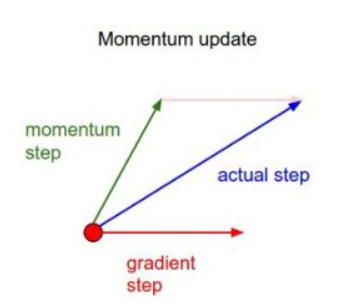 Momentum update
momentum
step
actual step
gradient
step